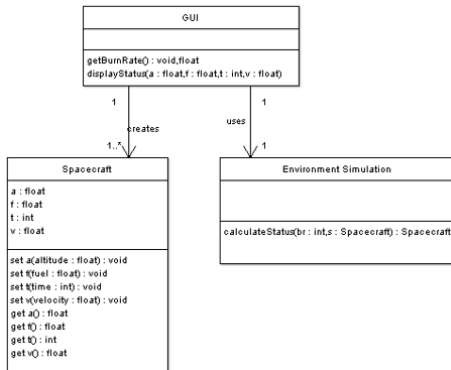 GUI
getBurnRate() : void,float
displayStatus(a : float,f : float,t : int,v : float)
1
1
creates
uses
1..*
1
Spacecraft
a : float
f : float
t : int
v : float
set a(altitude : float) : void
set f(fuel : float) : void
set t(time : int) : void
set v(velocity : float) : void
get a() : float
get f() : float
get t() : int
get v() : float
Environment Simulation
calculateStatus(br : int,s : Spacecraft) : Spacecraft